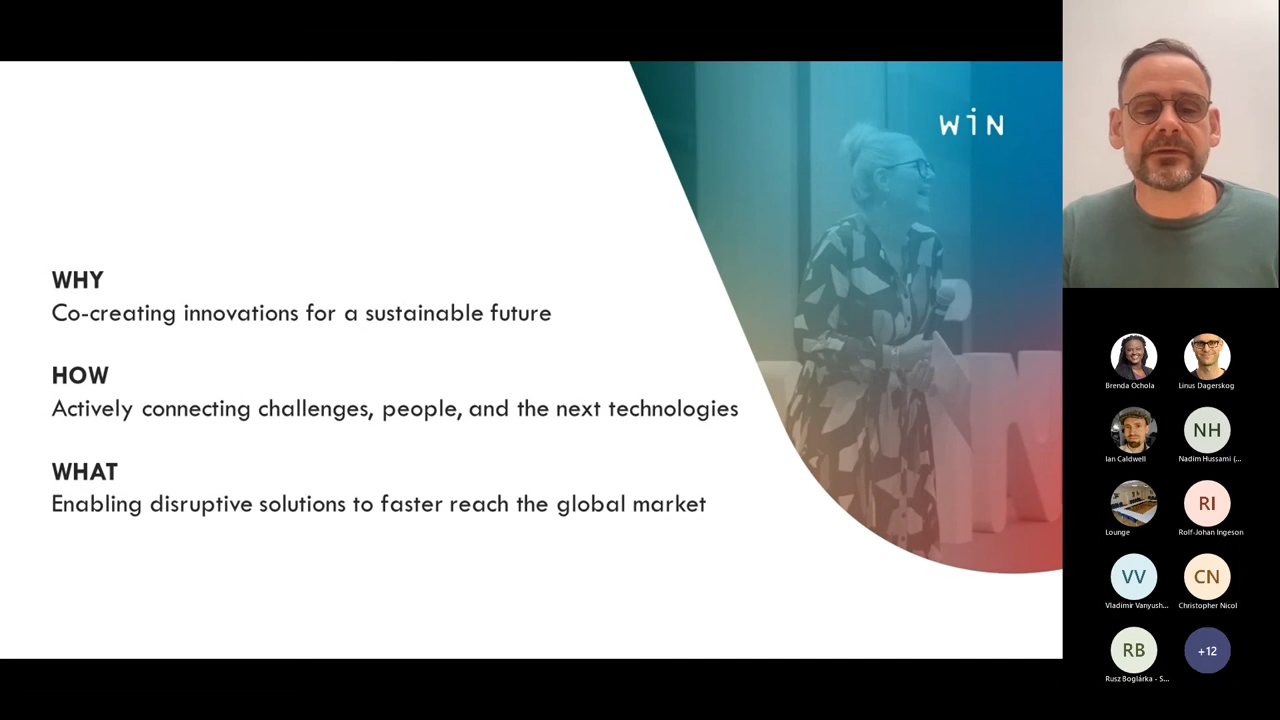 WiN
WHY
Co-creating innovations for a sustainable future
HOW
Actively connecting challenges, people, and the next technologies
WHAT
Enabling disruptive solutions to faster reach the global market
Brenda Ochola
Linus Dagerskog
Ian Caldwell
NH
Nadim Hussami (...
Lounge
RI
Rolf-Johan Ingeson
VV
Vladimir Vanyush...
CN
Christopher Nicol
RB
Rusz Boglárka - S...
+12